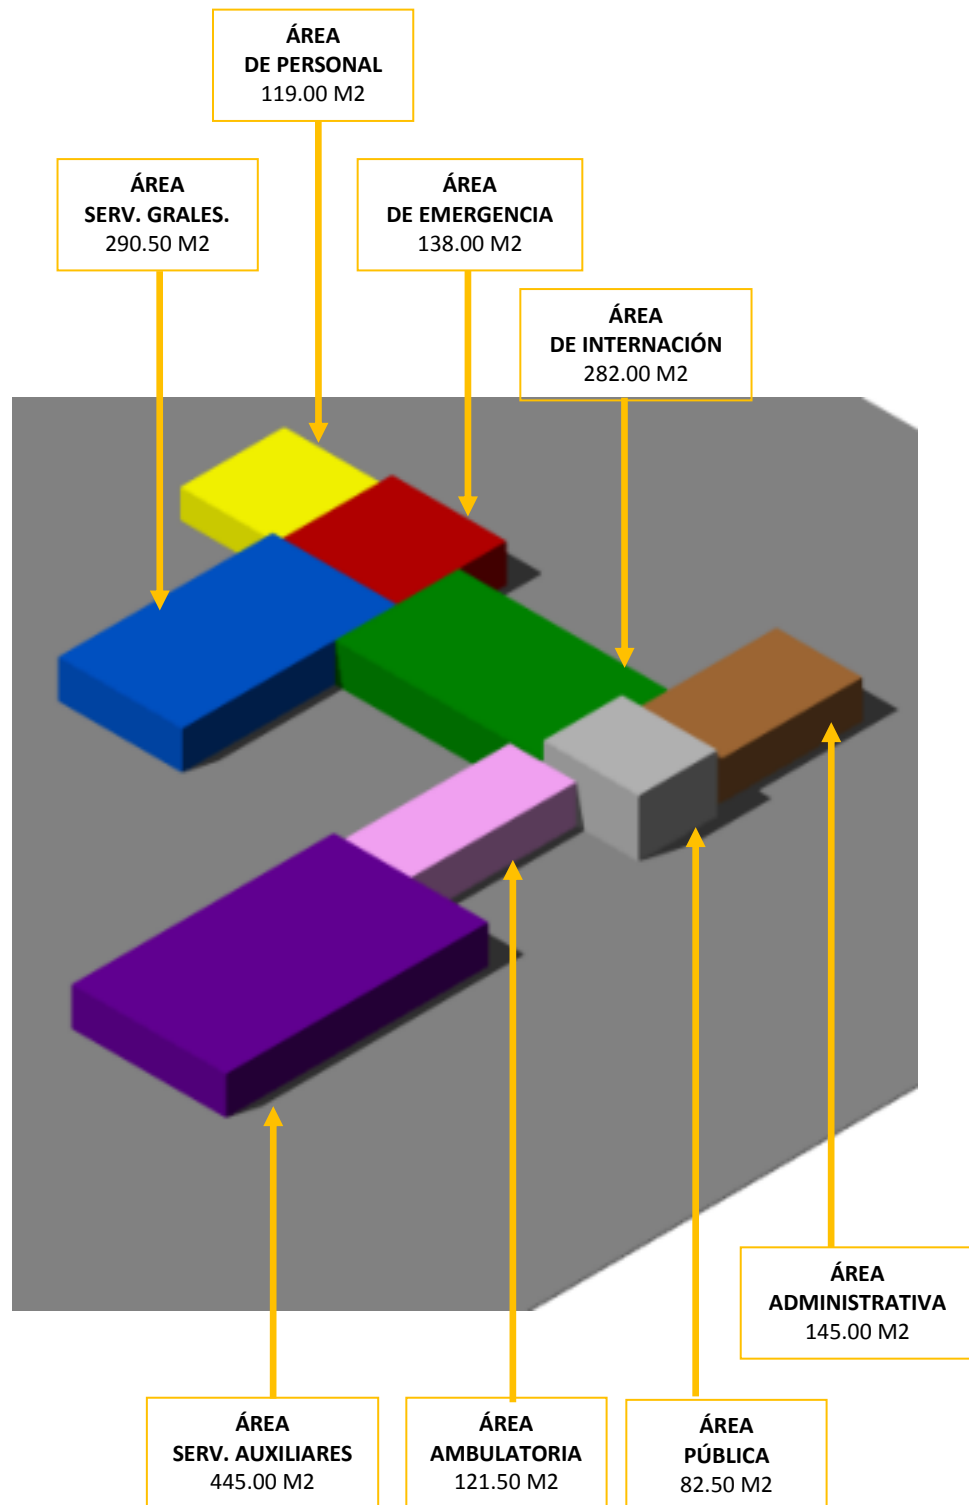 ÁREA
DE PERSONAL
119.00 M2
ÁREA
SERV. GRALES.
290.50 M2
ÁREA
DE EMERGENCIA
138.00 M2
ÁREA
DE INTERNACIÓN
282.00 M2
ÁREA
ADMINISTRATIVA
145.00 M2
ÁREA
SERV. AUXILIARES
445.00 M2
ÁREA
AMBULATORIA
121.50 M2
ÁREA
PÚBLICA
82.50 M2